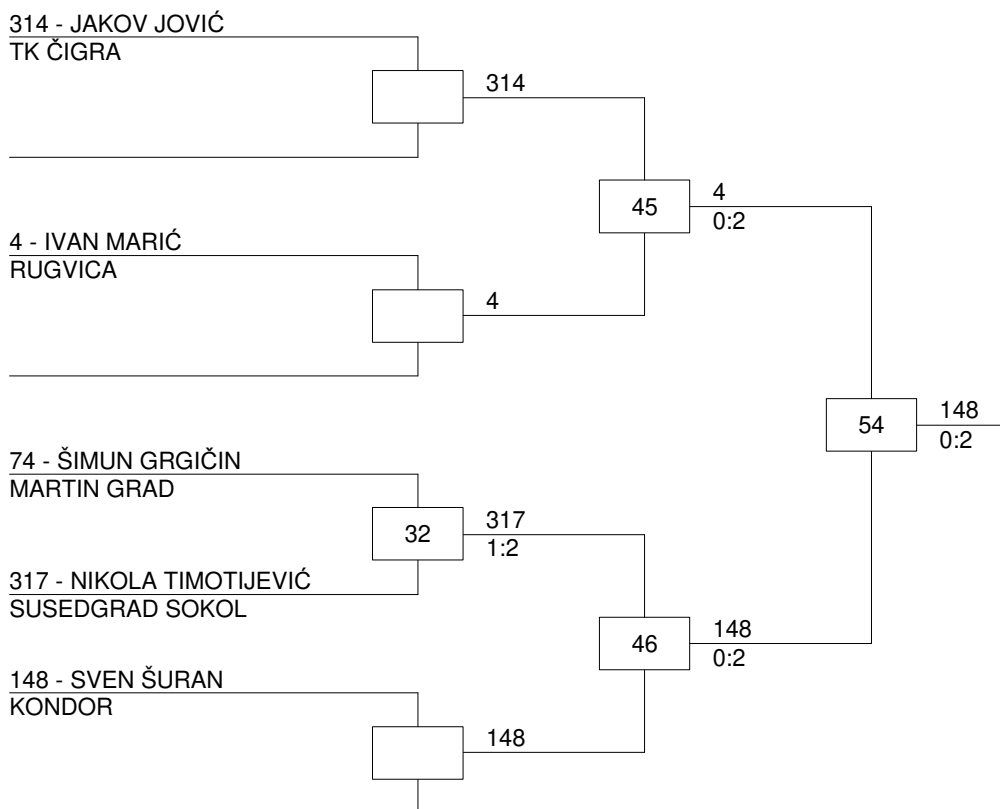 314 - JAKOV JOVIĆ
TK ČIGRA
314
45
4
0:2
4 - IVAN MARIĆ
RUGVICA
4
54
148
0:2
74 - ŠIMUN GRGIČIN
MARTIN GRAD
32
317
1:2
317 - NIKOLA TIMOTIJEVIĆ
SUSEDGRAD SOKOL
46
148
0:2
148 - SVEN ŠURAN
KONDOR
148